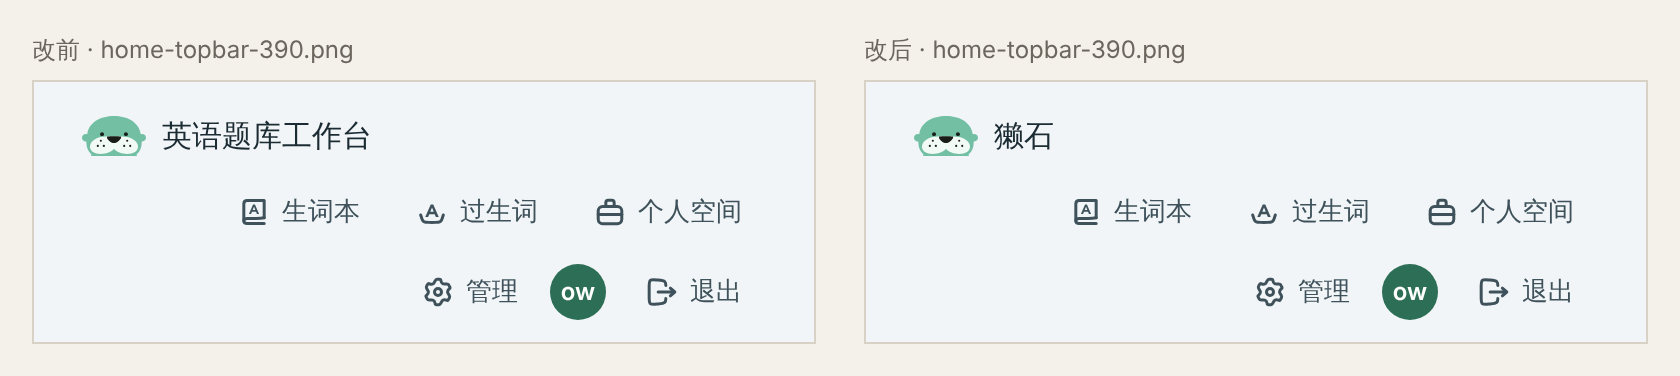 改前 · home-topbar-390.png
英语题库工作台
生词本 过生词 个人空间
管理 OW 退出
改后 · home-topbar-390.png
獭石
生词本 过生词 个人空间
管理 OW 退出